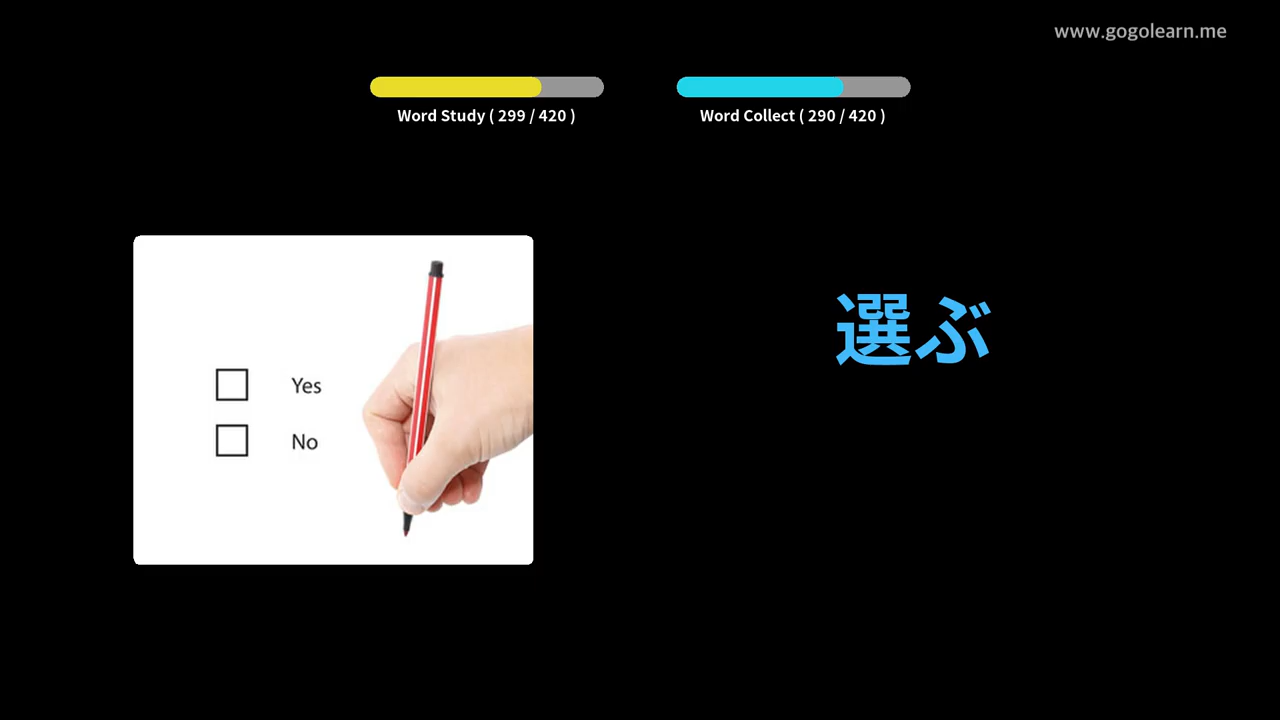 www.gogolearn.me
Word Study ( 299 / 420 )
Word Collect ( 290 / 420 )
Yes
No
選ぶ